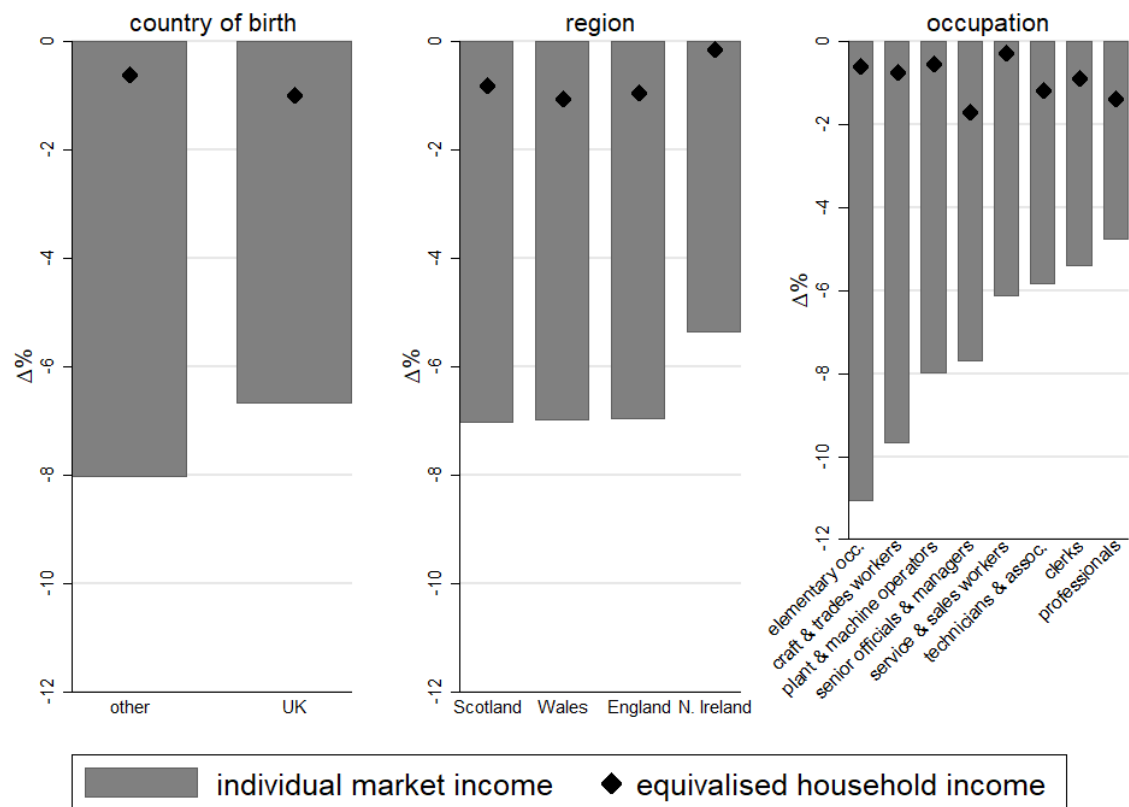 country of birth
Δ%
0
-2
-4
-6
-8
-10
-12
other
UK
region
Δ%
0
-2
-4
-6
-8
-10
-12
Scotland
Wales
England
N. Ireland
occupation
Δ%
0
-2
-4
-6
-8
-10
-12
elementary occ.
craft & trades workers
plant & machine operators
senior officials & managers
service & sales workers
technicians & assoc.
clerks
professionals
individual market income
equivalised household income